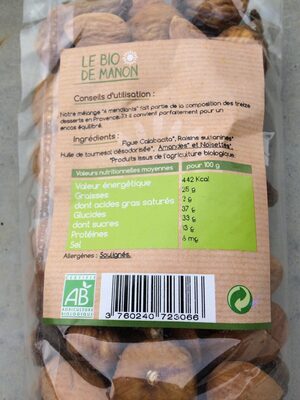 LE BIO
DE MANON
Conseils d'utilisation :
Notre mélange "4 mendiants" fait partie de la composition des treize
desserts en Provence. Il convient parfaitement pour un
encas équilibré.
Ingrédients :
Figue Calabacita*, Raisins sultanines*
Huile de tournesol désodorisée*, Amandes* et Noisettes*.
*Produits issus de l'agriculture biologique
Valeurs nutritionnelles moyennes pour 100 g
Valeur énergétique 442 Kcal
Graisses 25 g
dont acides gras saturés 2 g
Glucides 37 g
dont sucres 33 g
Protéines 13 g
Sel 6 mg
Allergènes : Soulignés.
CERTIFIÉ
AB
AGRICULTURE
BIOLOGIQUE
3 760240 723066